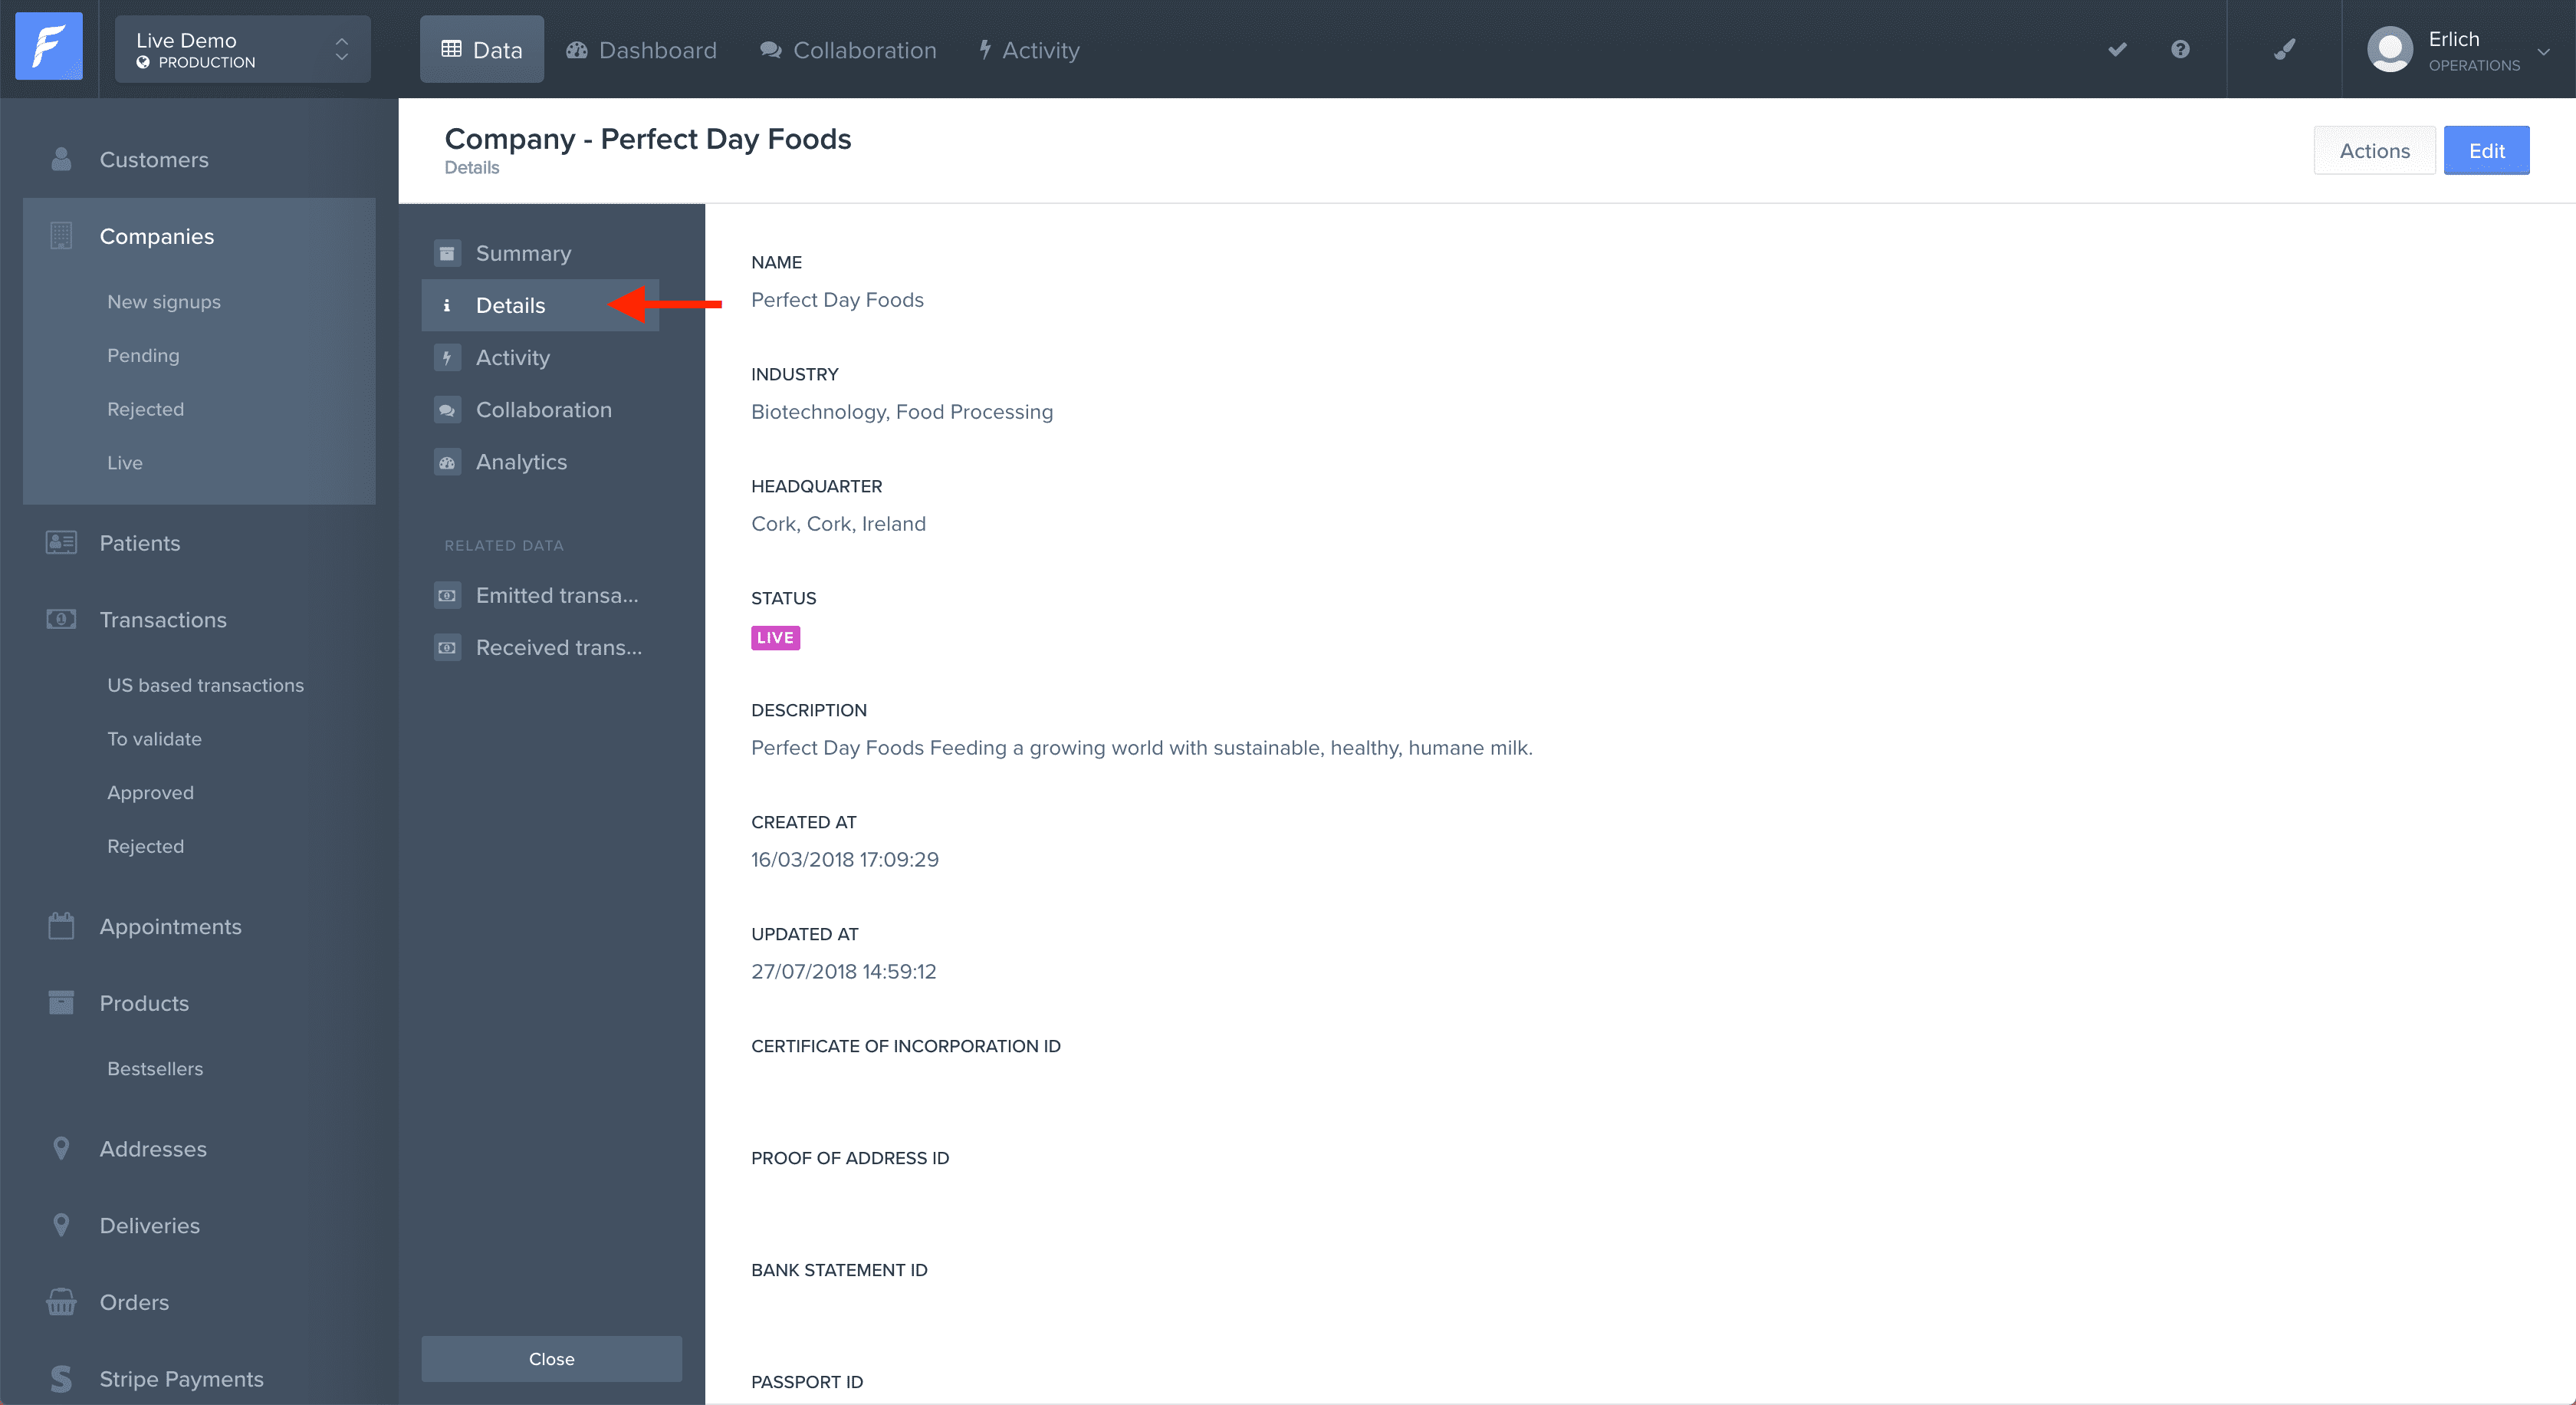 Live Demo
PRODUCTION
Data
Dashboard
Collaboration
Activity
Erlich
OPERATIONS
Customers
Companies
New signups
Pending
Rejected
Live
Patients
Transactions
US based transactions
To validate
Approved
Rejected
Appointments
Products
Bestsellers
Addresses
Deliveries
Orders
Stripe Payments
Company - Perfect Day Foods
Details
Actions
Edit
Summary
Details
Activity
Collaboration
Analytics
RELATED DATA
Emitted transa...
Received trans...
Close
NAME
Perfect Day Foods
INDUSTRY
Biotechnology, Food Processing
HEADQUARTER
Cork, Cork, Ireland
STATUS
LIVE
DESCRIPTION
Perfect Day Foods Feeding a growing world with sustainable, healthy, humane milk.
CREATED AT
16/03/2018 17:09:29
UPDATED AT
27/07/2018 14:59:12
CERTIFICATE OF INCORPORATION ID
PROOF OF ADDRESS ID
BANK STATEMENT ID
PASSPORT ID